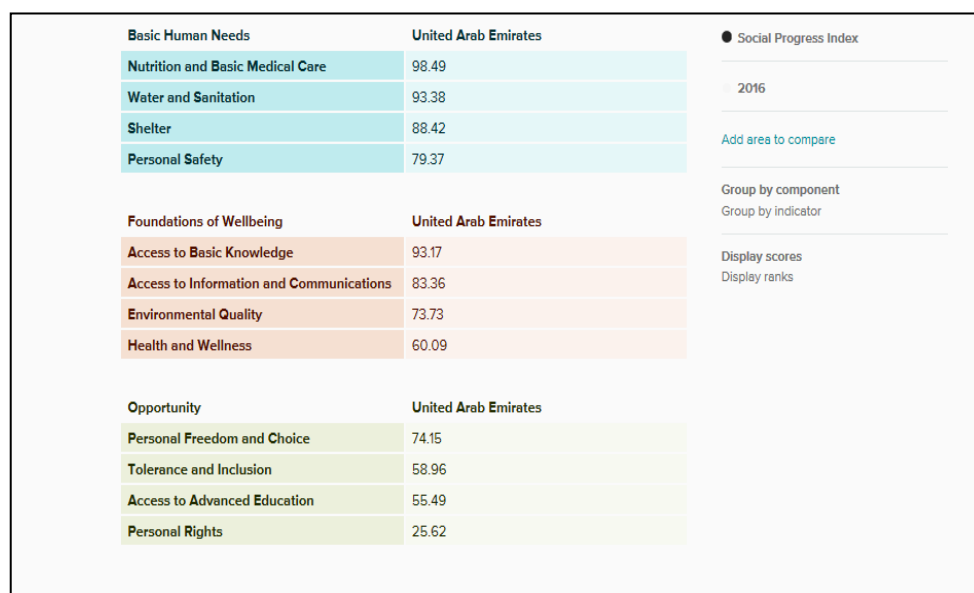 Basic Human Needs United Arab Emirates
Nutrition and Basic Medical Care 98.49
Water and Sanitation 93.38
Shelter 88.42
Personal Safety 79.37
Foundations of Wellbeing United Arab Emirates
Access to Basic Knowledge 93.17
Access to Information and Communications 83.36
Environmental Quality 73.73
Health and Wellness 60.09
Opportunity United Arab Emirates
Personal Freedom and Choice 74.15
Tolerance and Inclusion 58.96
Access to Advanced Education 55.49
Personal Rights 25.62
Social Progress Index
2016
Add area to compare
Group by component
Group by indicator
Display scores
Display ranks